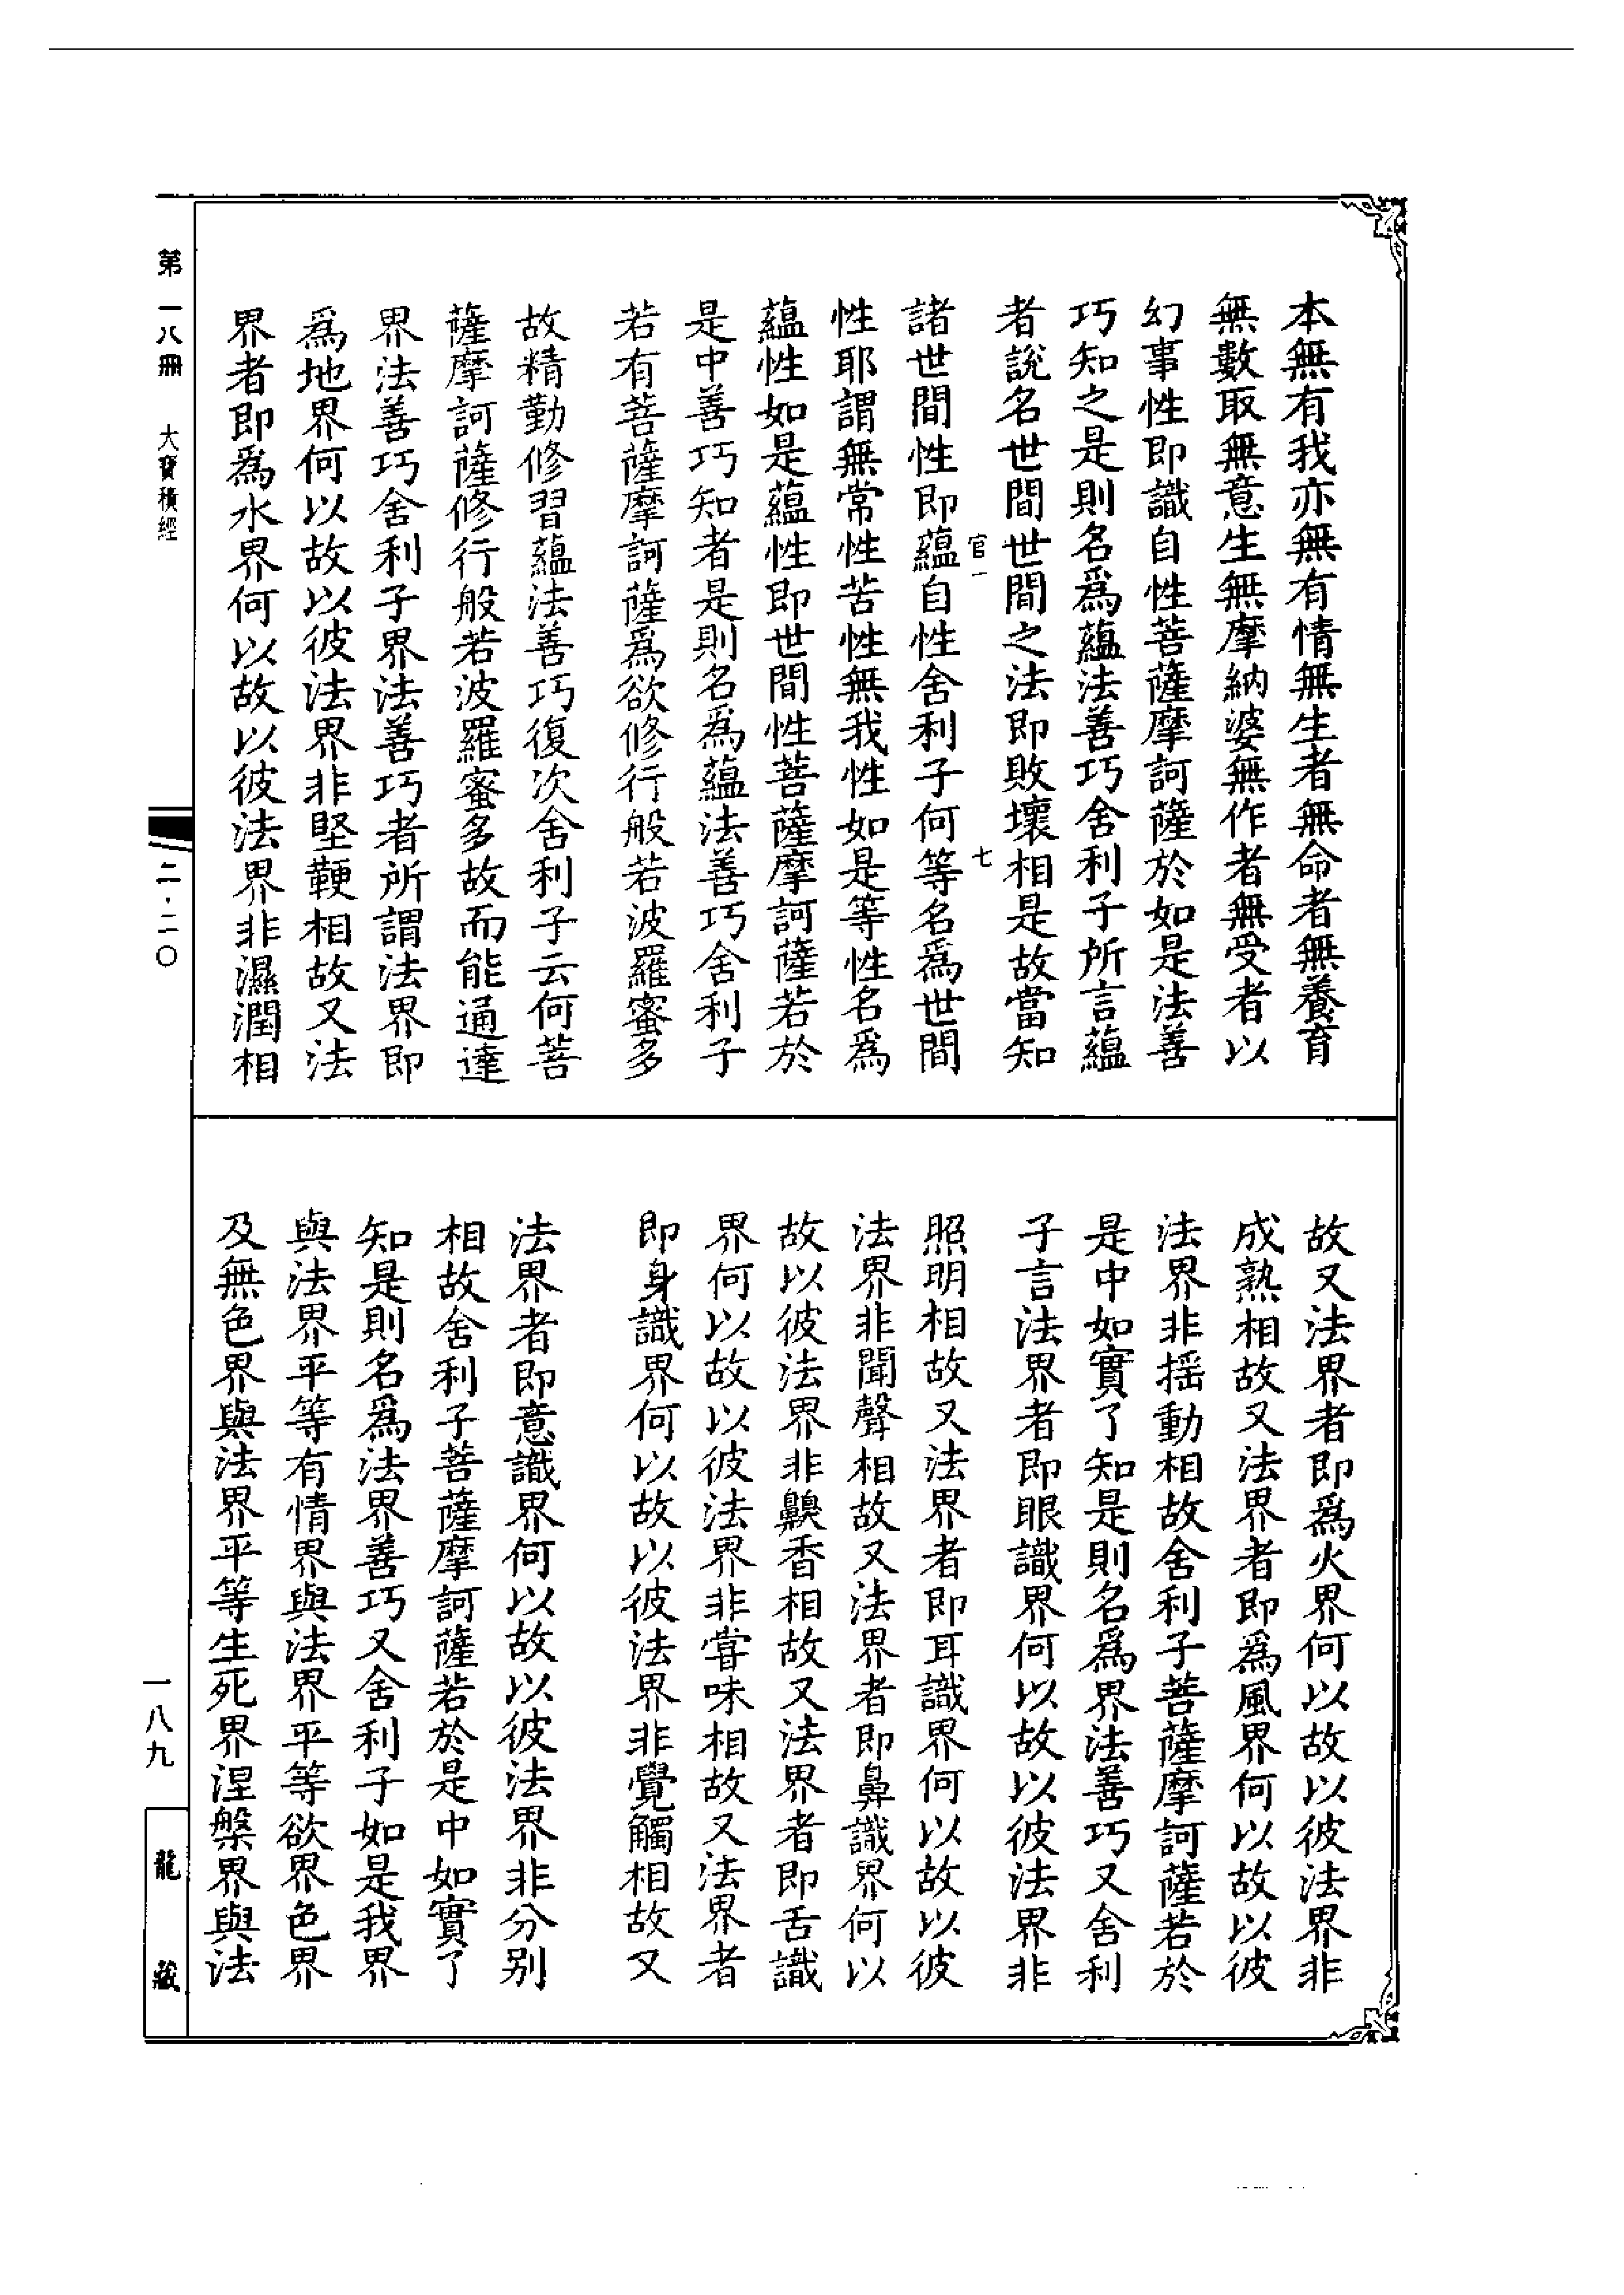 本無有我亦無有情無生者無命者無養育
無數取無意生無摩納婆無作者無受者以
幻事性即識自性菩薩摩訶薩於如是法善
巧知之是則名爲蘊法善巧舍利子所言蘊
者說名世間世間之法即敗壞相是故當知
官一 七
諸世間性即蘊自性舍利子何等名爲世間
性耶謂無常性苦性無我性如是等性名爲
蘊性如是蘊性即世間性菩薩摩訶薩若於
是中善巧知者是則名爲蘊法善巧舍利子
若有菩薩摩訶薩爲欲修行般若波羅蜜多
故精勤修習蘊法善巧復次舍利子云何菩
薩摩訶薩修行般若波羅蜜多故而能通達
界法善巧舍利子界法善巧者所謂法界即
爲地界何以故以彼法界非堅鞕相故又法
界者即爲水界何以故以彼法界非濕潤相
故又法界者即爲火界何以故以彼法界非
成熟相故又法界者即爲風界何以故以彼
法界非搖動相故舍利子菩薩摩訶薩若於
是中如實了知是則名爲界法善巧又舍利
子言法界者即眼識界何以故以彼法界非
照明相故又法界者即耳識界何以故以彼
法界非聞聲相故又法界者即鼻識界何以
故以彼法界非齅香相故又法界者即舌識
界何以故以彼法界非嘗味相故又法界者
即身識界何以故以彼法界非覺觸相故又
法界者即意識界何以故以彼法界非分別
相故舍利子菩薩摩訶薩若於是中如實了
知是則名爲法界善巧又舍利子如是我界
與法界平等有情界與法界平等欲界色界
及無色界與法界平等生死界涅槃界與法
第一八冊 大寶積經
二·二〇
一八九
龍藏